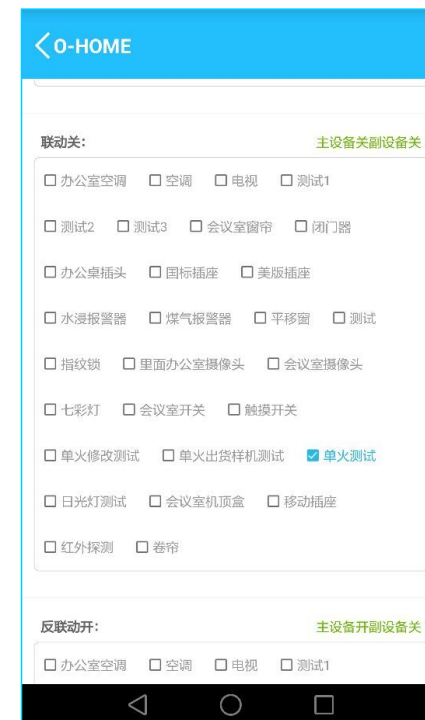 O-HOME
联动关: 主设备关副设备关
办公室空调 空调 电视 测试1
测试2 测试3 会议室窗帘 闭门器
办公桌插头 国标插座 美版插座
水浸报警器 煤气报警器 平移窗 测试
指纹锁 里面办公室摄像头 会议室摄像头
七彩灯 会议室开关 触摸开关
单火修改测试 单火出货样机测试 单火测试
日光灯测试 会议室机顶盒 移动插座
红外探测 卷帘
反联动开: 主设备开副设备关
办公室空调 空调 电视 测试1